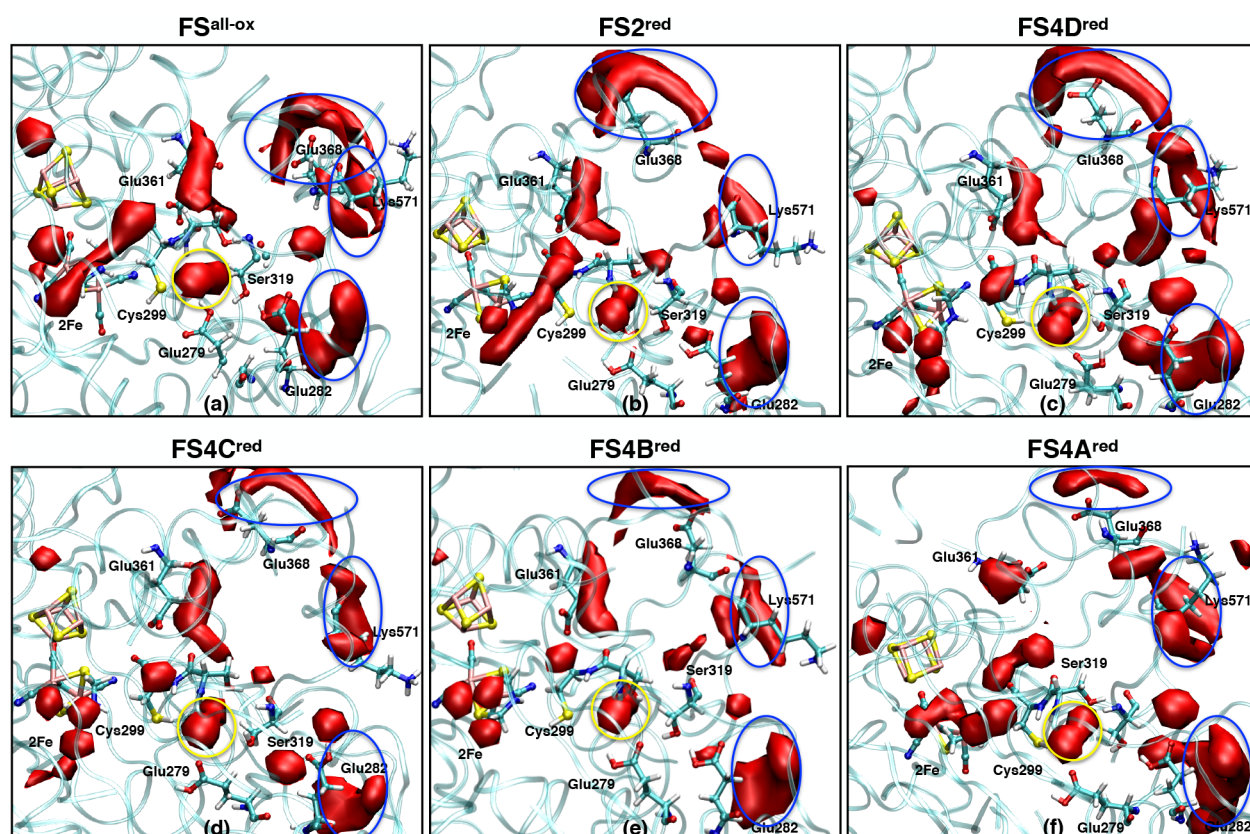 FSall-ox
FS2red
FS4Dred
Glu368
Glu361
Lys571
Ser319
2Fe
Cys299
Glu279
Glu282
(a)
Glu368
Glu361
Lys571
Ser319
2Fe
Cys299
Glu279
Glu282
(b)
Glu368
Glu361
Lys571
Ser319
Cys299
2Fe
Glu279
Glu282
(c)
FS4Cred
FS4Bred
FS4Ared
Glu368
Glu361
Lys571
Cys299
2Fe
Ser319
Glu279
Glu282
(d)
Glu368
Glu361
Lys571
Ser319
Cys299
2Fe
Glu279
Glu282
(e)
Glu368
Glu361
Lys571
Ser319
2Fe
Cys299
Glu279
Glu282
(f)